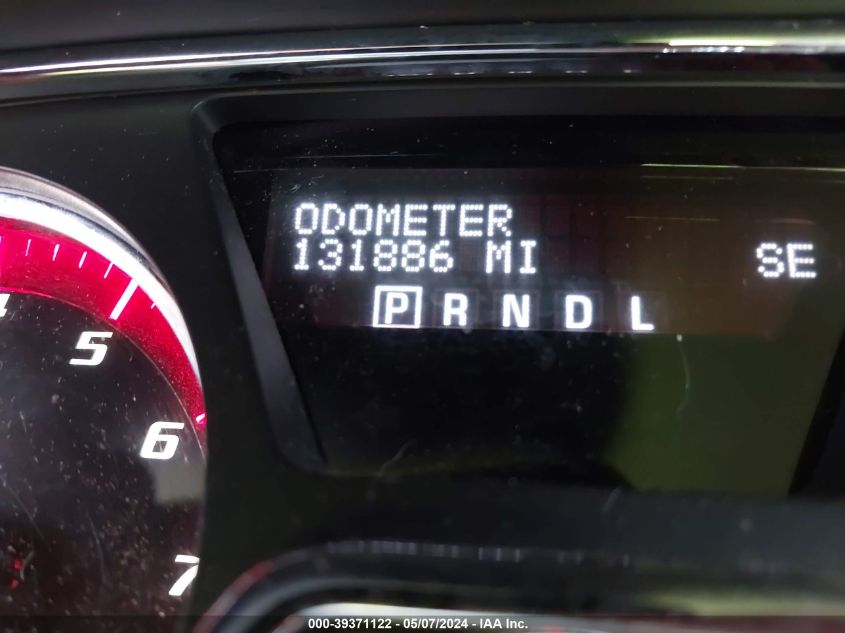 ODOMETER
131886 MI SE
P R N D L
5
6
7
000-39371122 - 05/07/2024 - IAA Inc.